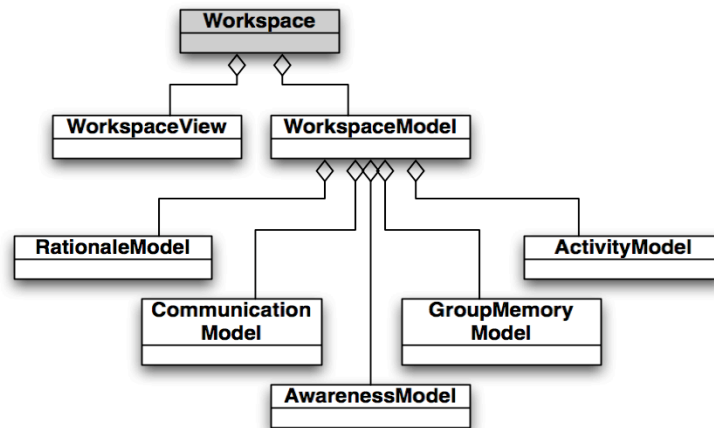 Workspace
WorkspaceView
WorkspaceModel
RationaleModel
ActivityModel
Communication
Model
GroupMemory
Model
AwarenessModel